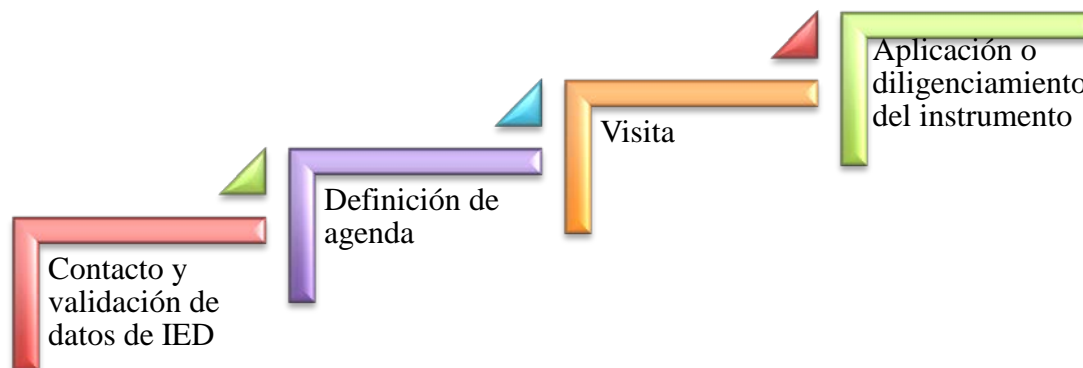 Contacto y
validación de
datos de IED
Definición de
agenda
Visita
Aplicación o
diligenciamiento
del instrumento